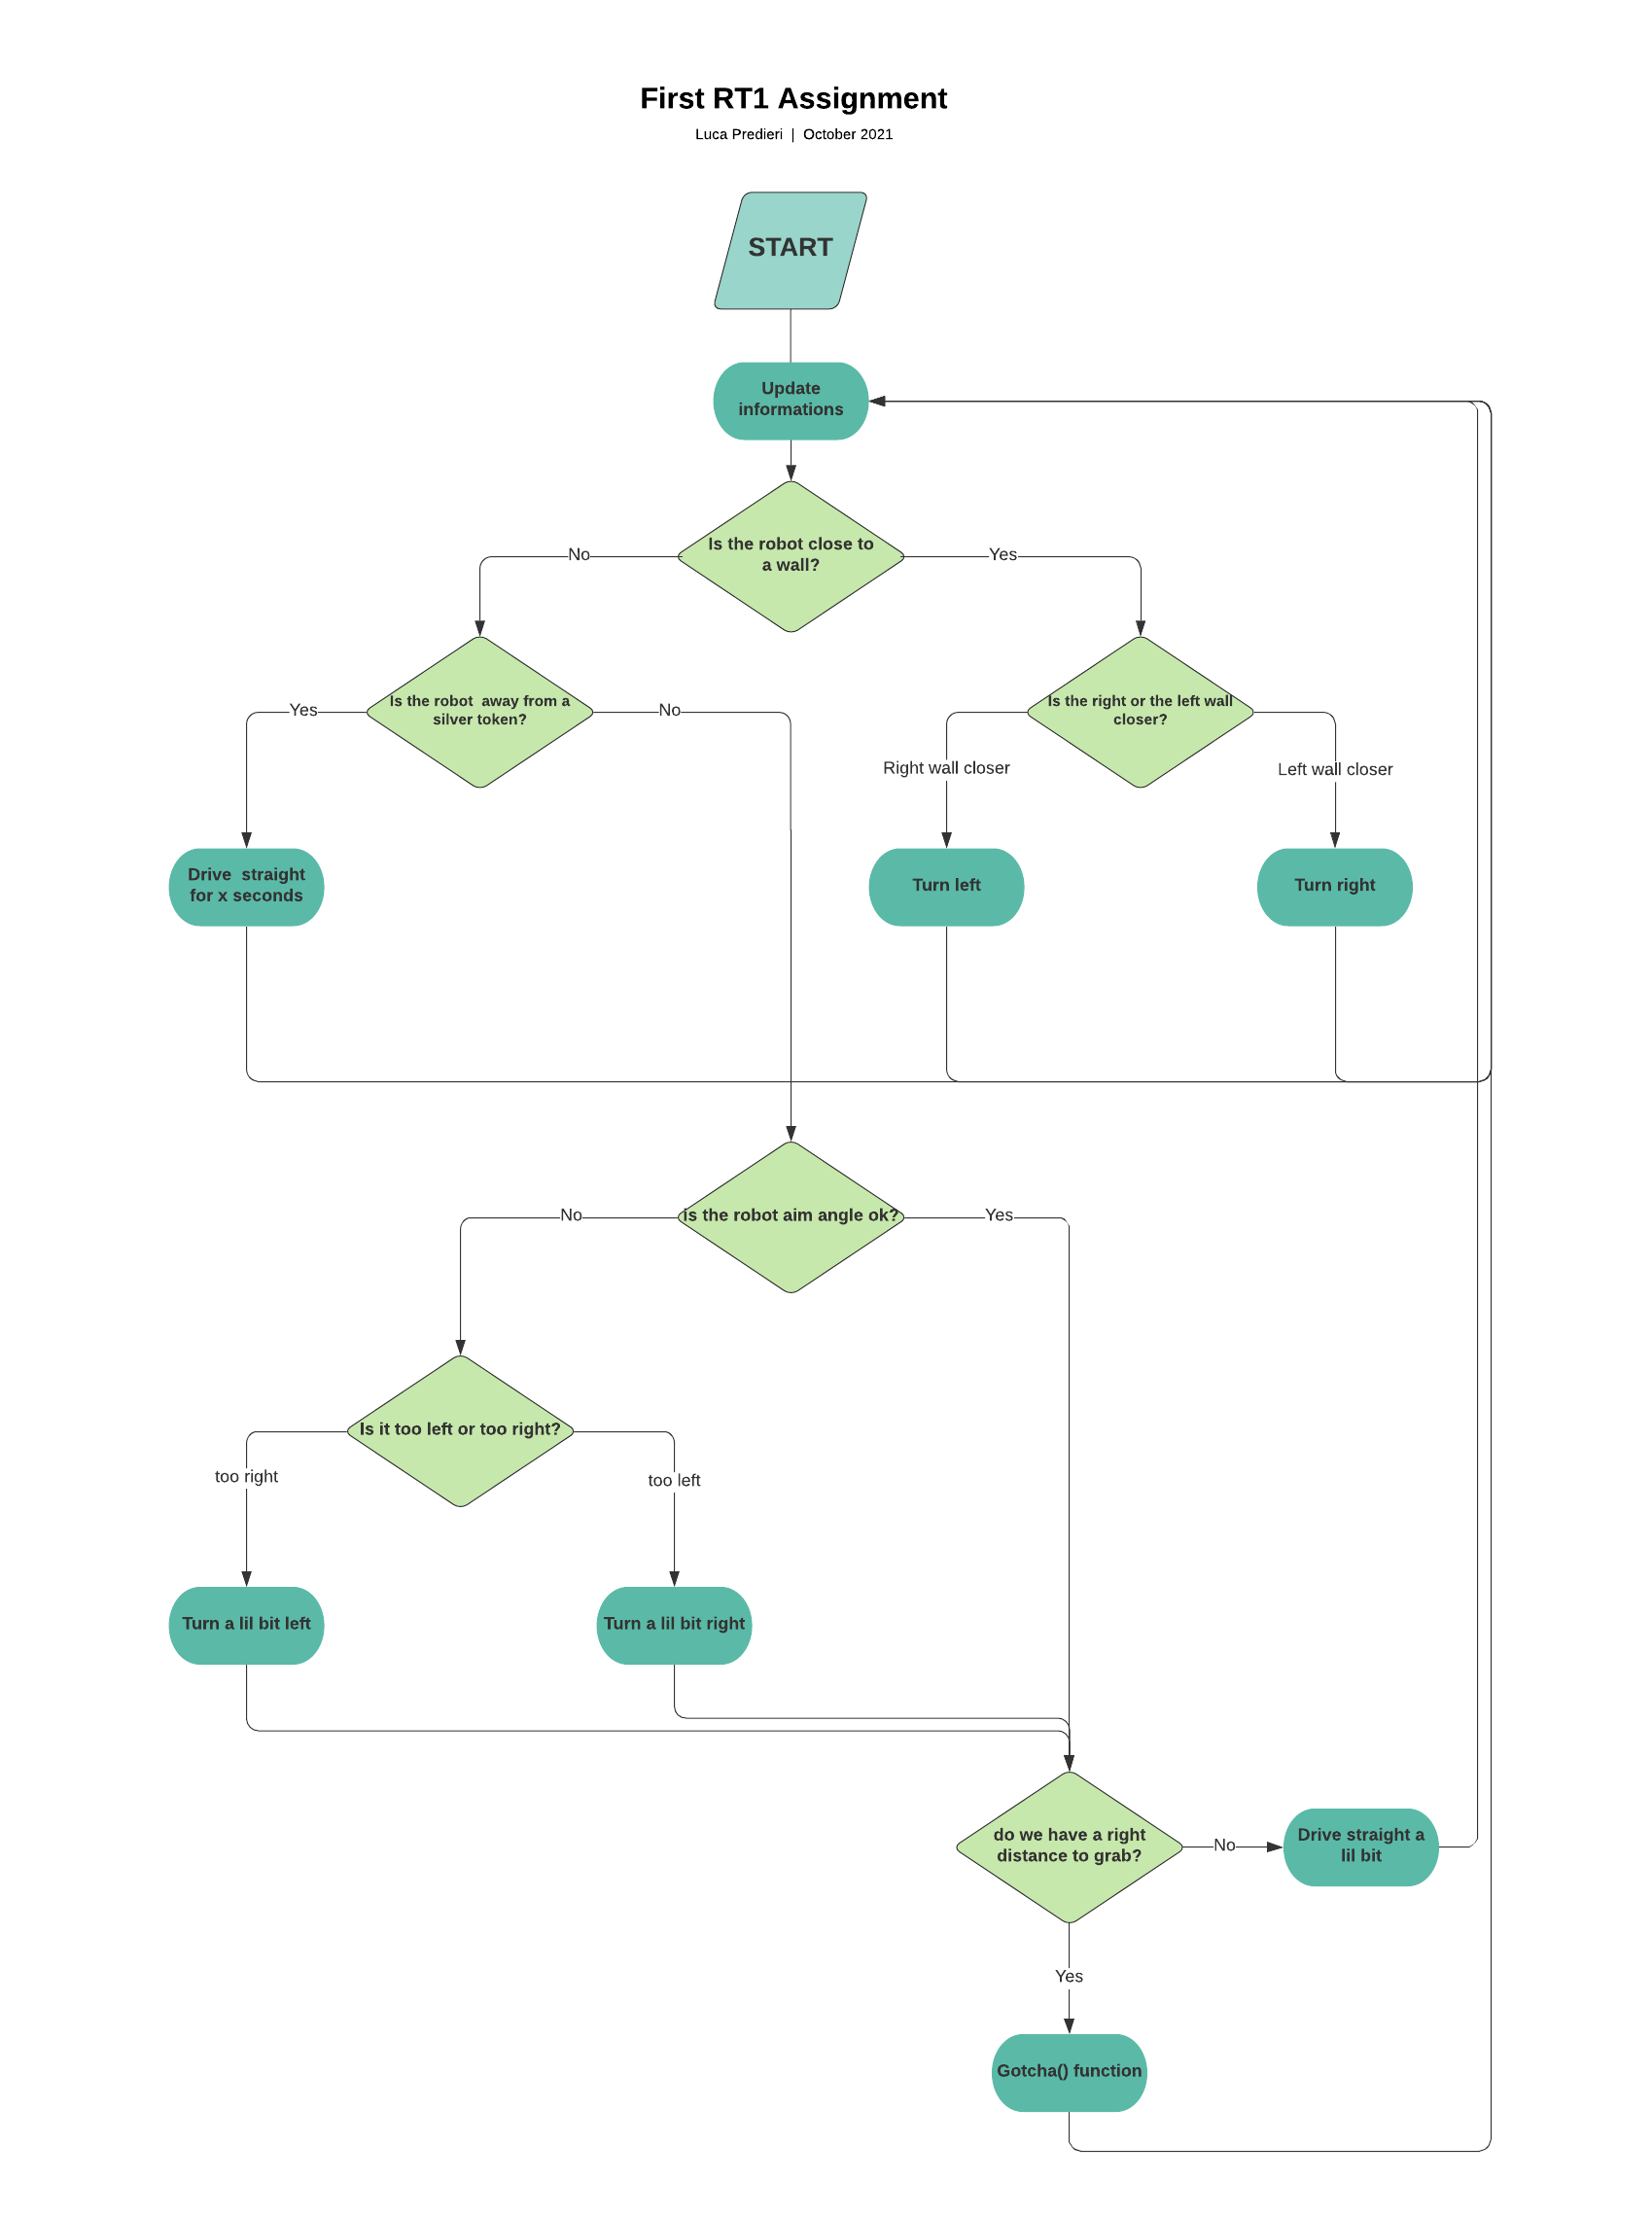 First RT1 Assignment
Luca Predieri | October 2021
START
Update
informations
Is the robot close to
a wall?
No
Yes
Is the robot  away from a
silver token?
Yes
No
Is the right or the left wall
closer?
Right wall closer
Left wall closer
Drive  straight
for x seconds
Turn left
Turn right
is the robot aim angle ok?
No
Yes
Is it too left or too right?
too right
too left
Turn a lil bit left
Turn a lil bit right
do we have a right
distance to grab?
No
Drive straight a
lil bit
Yes
Gotcha() function